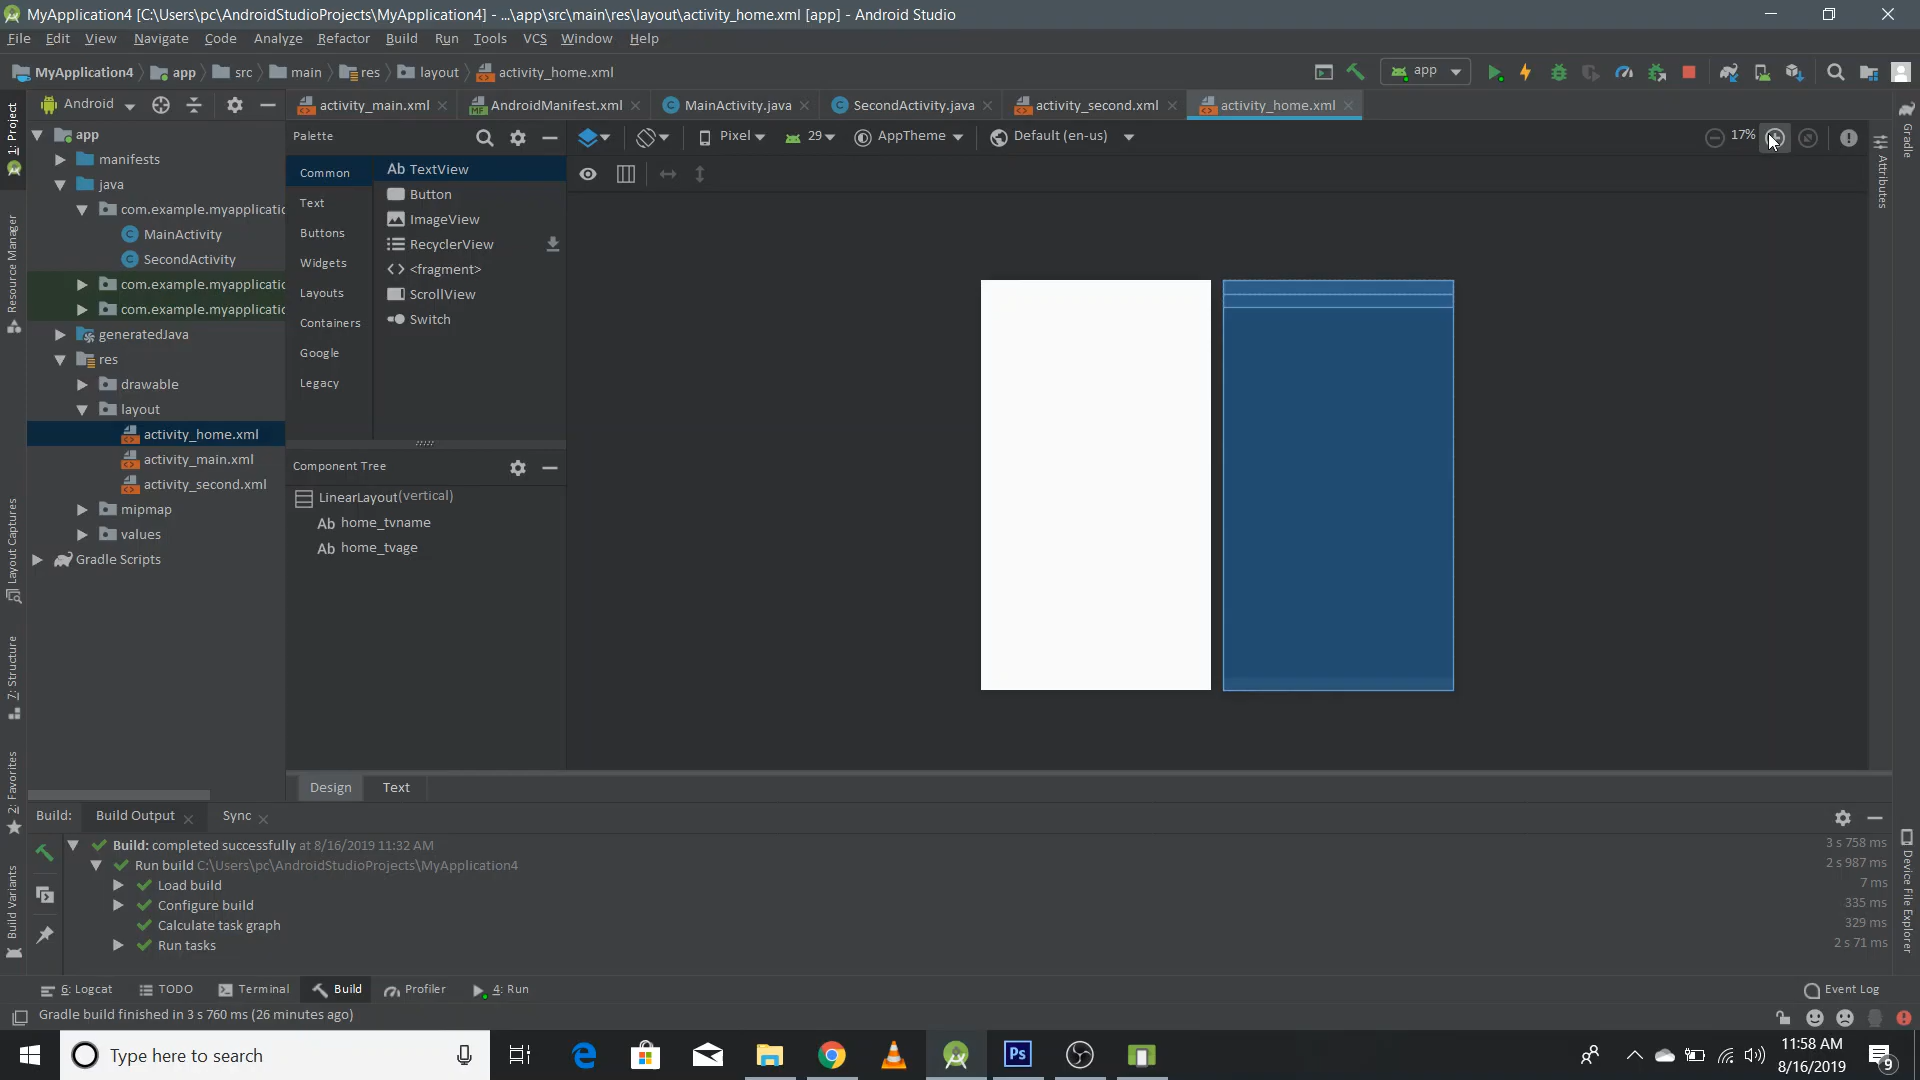 MyApplication4 [C:\Users\pc\AndroidStudioProjects\MyApplication4] - ...\app\src\main\res\layout\activity_home.xml [app] - Android Studio
File Edit View Navigate Code Analyze Refactor Build Run Tools VCS Window Help
MyApplication4 app src main res layout activity_home.xml app
Android activity_main.xml AndroidManifest.xml MainActivity.java SecondActivity.java activity_second.xml activity_home.xml
1: Project
Resource Manager
Layout Captures
7: Structure
2: Favorites
Build Variants
app
manifests
java
com.example.myapplicatio
MainActivity
SecondActivity
com.example.myapplicatio
com.example.myapplicatio
generatedJava
res
drawable
layout
activity_home.xml
activity_main.xml
activity_second.xml
mipmap
values
Gradle Scripts
Palette
Common
Text
Buttons
Widgets
Layouts
Containers
Google
Legacy
Ab TextView
Button
ImageView
RecyclerView
<fragment>
ScrollView
Switch
Component Tree
LinearLayout(vertical)
Ab home_tvname
Ab home_tvage
Pixel 29 AppTheme Default (en-us) 17%
Gradle
Attributes
Device File Explorer
Design Text
Build: Build Output Sync
Build: completed successfully at 8/16/2019 11:32 AM 3 s 758 ms
Run build C:\Users\pc\AndroidStudioProjects\MyApplication4 2 s 987 ms
Load build 7 ms
Configure build 335 ms
Calculate task graph 329 ms
Run tasks 2 s 71 ms
6: Logcat TODO Terminal Build Profiler 4: Run Event Log
Gradle build finished in 3 s 760 ms (26 minutes ago)
Type here to search
Ps
11:58 AM
8/16/2019
9